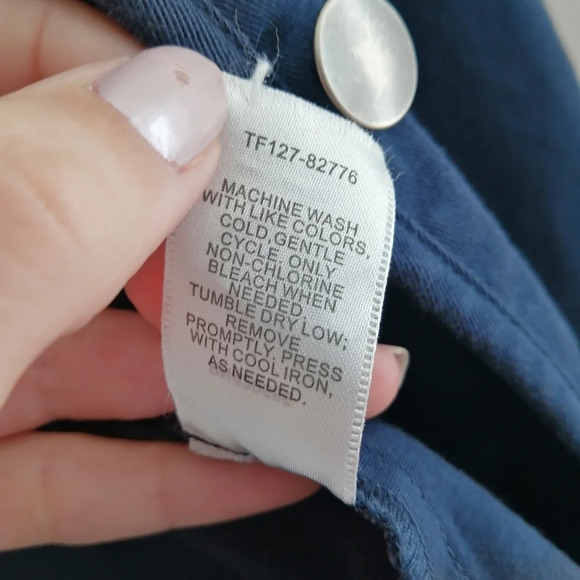 TF127-82776
MACHINE WASH
WITH LIKE COLORS,
COLD,GENTLE
CYCLE. ONLY
NON-CHLORINE
BLEACH WHEN
NEEDED.
TUMBLE DRY LOW;
REMOVE
PROMPTLY. PRESS
WITH COOL IRON,
AS NEEDED.